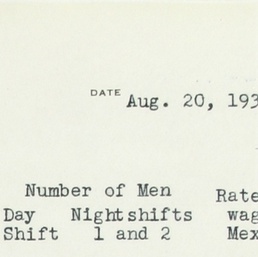 DATE Aug. 20, 193
Number of Men Rate
Day Nightshifts wag
Shift 1 and 2 Mex